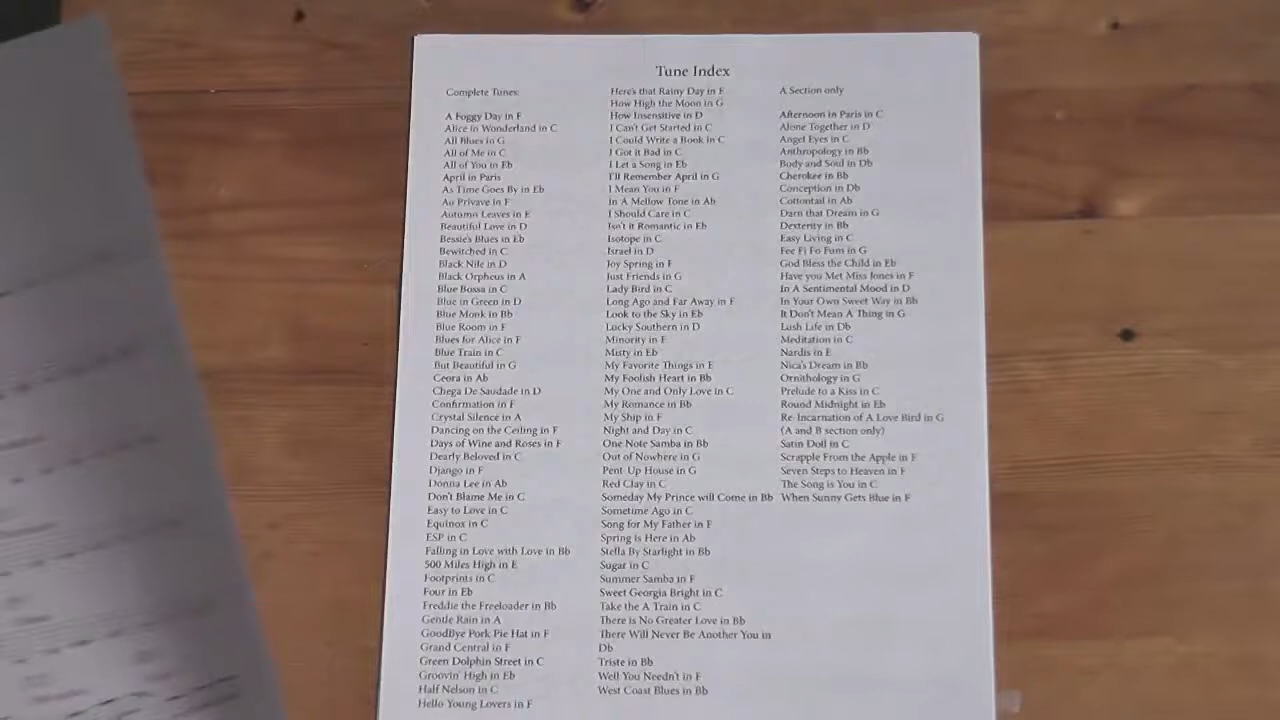 Tune Index
Complete Tunes:
A Foggy Day in F
Alice in Wonderland in C
All Blues in G
All of Me in C
All of You in Eb
April in Paris
As Time Goes By in Eb
Au Privave in F
Autumn Leaves in E
Beautiful Love in D
Bessie's Blues in Eb
Bewitched in C
Black Nile in D
Black Orpheus in A
Blue Bossa in C
Blue in Green in D
Blue Monk in Bb
Blue Room in F
Blues for Alice in F
Blue Train in C
But Beautiful in G
Ceora in Ab
Chega De Saudade in D
Confirmation in F
Crystal Silence in A
Dancing on the Ceiling in F
Days of Wine and Roses in F
Dearly Beloved in C
Django in F
Donna Lee in Ab
Don't Blame Me in C
Easy to Love in C
Equinox in C
ESP in C
Falling in Love with Love in Bb
500 Miles High in E
Footprints in C
Four in Eb
Freddie the Freeloader in Bb
Gentle Rain in A
GoodBye Pork Pie Hat in F
Grand Central in F
Green Dolphin Street in C
Groovin' High in Eb
Half Nelson in C
Hello Young Lovers in F
Here's that Rainy Day in F
How High the Moon in G
How Insensitive in D
I Can't Get Started in C
I Could Write a Book in C
I Got it Bad in C
I Let a Song in Eb
I'll Remember April in G
I Mean You in F
In A Mellow Tone in Ab
I Should Care in C
Isn't it Romantic in Eb
Isotope in C
Israel in D
Joy Spring in F
Just Friends in G
Lady Bird in C
Long Ago and Far Away in F
Look to the Sky in Eb
Lucky Southern in D
Minority in F
Misty in Eb
My Favorite Things in E
My Foolish Heart in Bb
My One and Only Love in C
My Romance in Bb
My Ship in F
Night and Day in C
One Note Samba in Bb
Out of Nowhere in G
Pent-Up House in G
Red Clay in C
Someday My Prince will Come in Bb
Sometime Ago in C
Song for My Father in F
Spring is Here in Ab
Stella By Starlight in Bb
Sugar in C
Summer Samba in F
Sweet Georgia Bright in C
Take the A Train in C
There is No Greater Love in Bb
There Will Never Be Another You in
Db
Triste in Bb
Well You Needn't in F
West Coast Blues in Bb
A Section only
Afternoon in Paris in C
Alone Together in D
Angel Eyes in C
Anthropology in Bb
Body and Soul in Db
Cherokee in Bb
Conception in Db
Cottontail in Ab
Darn that Dream in G
Dexterity in Bb
Easy Living in C
Fee Fi Fo Fum in G
God Bless the Child in Eb
Have you Met Miss Jones in F
In A Sentimental Mood in D
In Your Own Sweet Way in Bb
It Don't Mean A Thing in G
Lush Life in Db
Meditation in C
Nardis in E
Nica's Dream in Bb
Ornithology in G
Prelude to a Kiss in C
Round Midnight in Eb
Re-Incarnation of A Love Bird in G
(A and B section only)
Satin Doll in C
Scrapple From the Apple in F
Seven Steps to Heaven in F
The Song is You in C
When Sunny Gets Blue in F